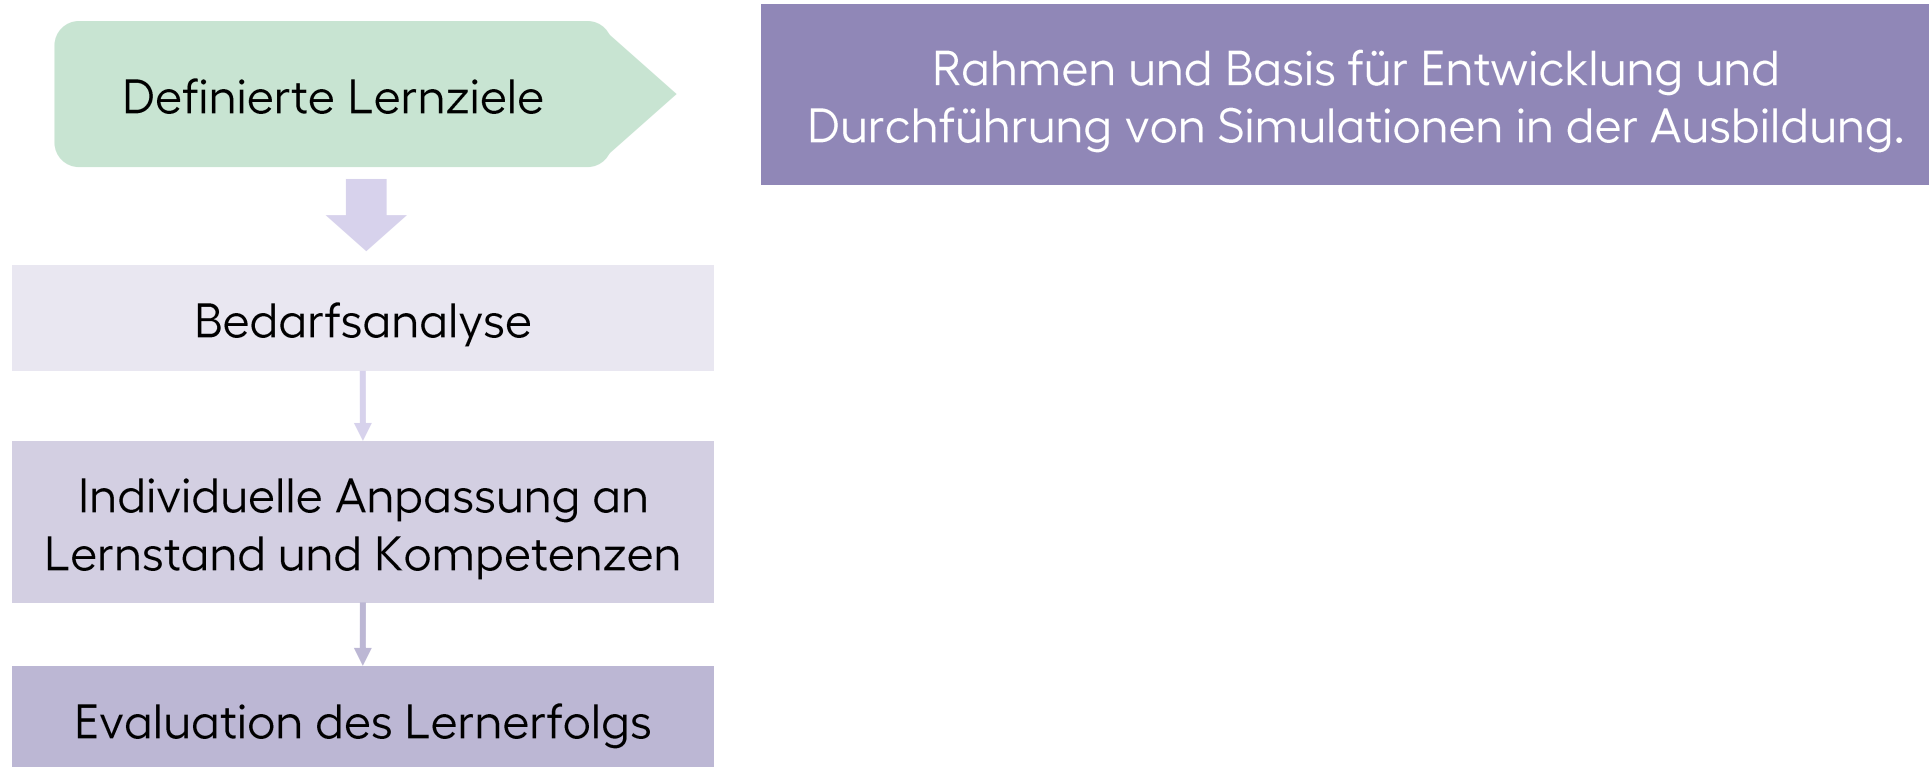 Definierte Lernziele
Rahmen und Basis für Entwicklung und
Durchführung von Simulationen in der Ausbildung.
Bedarfsanalyse
Individuelle Anpassung an
Lernstand und Kompetenzen
Evaluation des Lernerfolgs